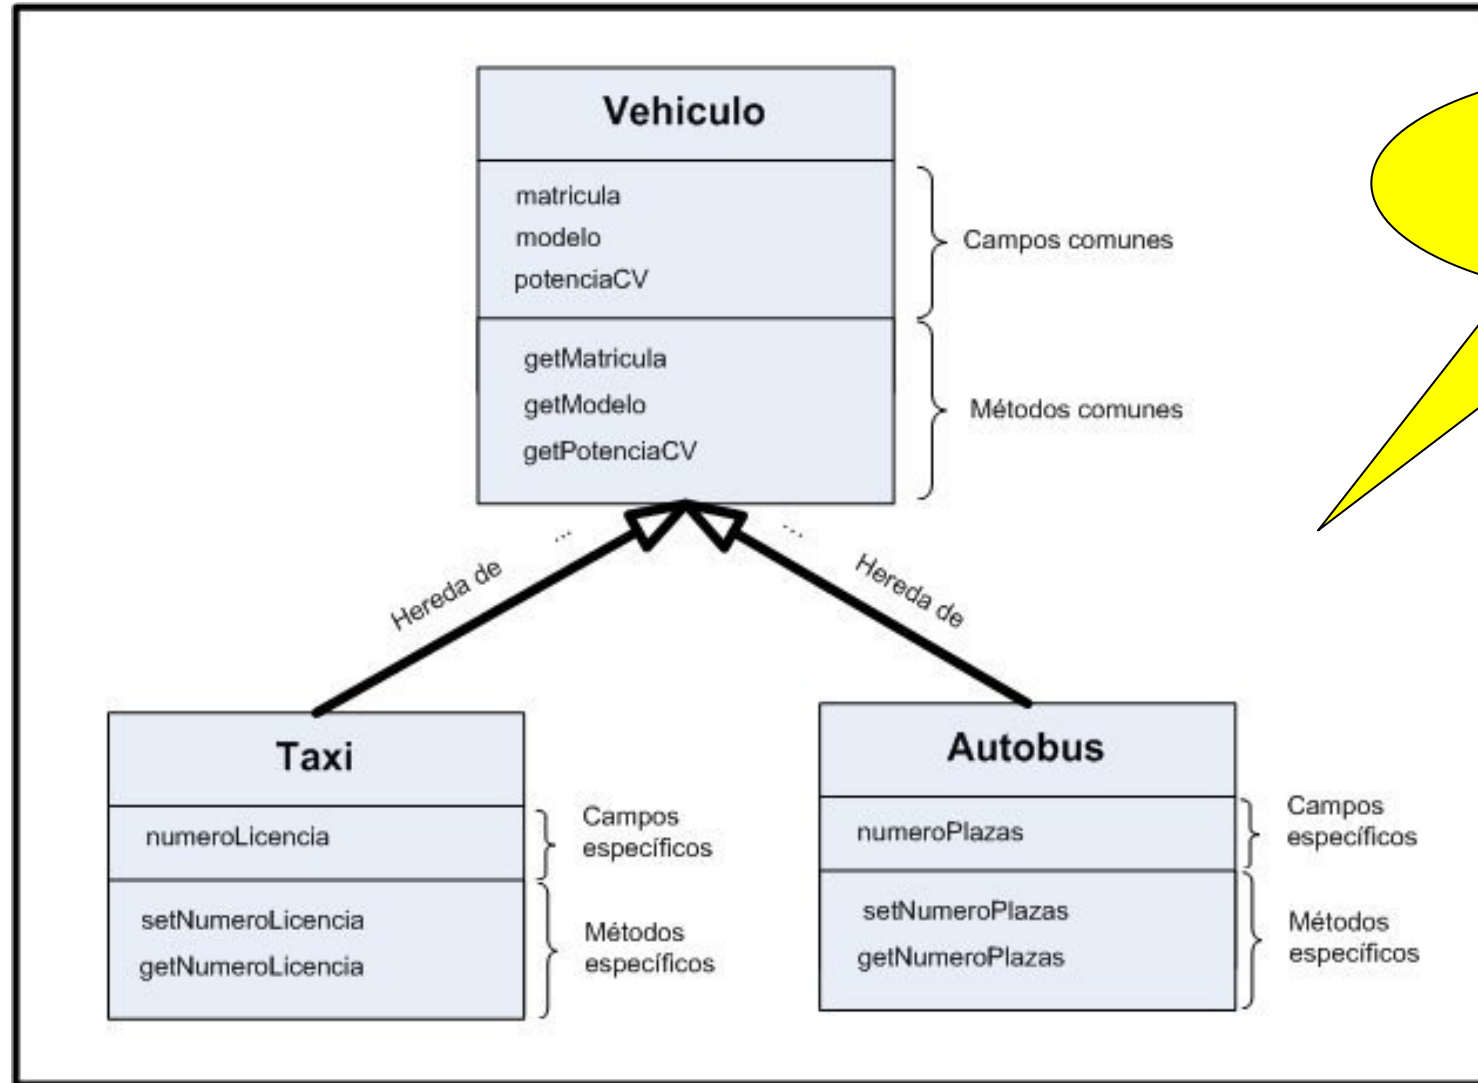 Vehiculo
matricula
modelo
potenciaCV
Campos comunes
getMatricula
getModelo
getPotenciaCV
Métodos comunes
...
...
Hereda de
Hereda de
Taxi
numeroLicencia
Campos
específicos
setNumeroLicencia
getNumeroLicencia
Métodos
específicos
Autobus
numeroPlazas
Campos
específicos
setNumeroPlazas
getNumeroPlazas
Métodos
específicos